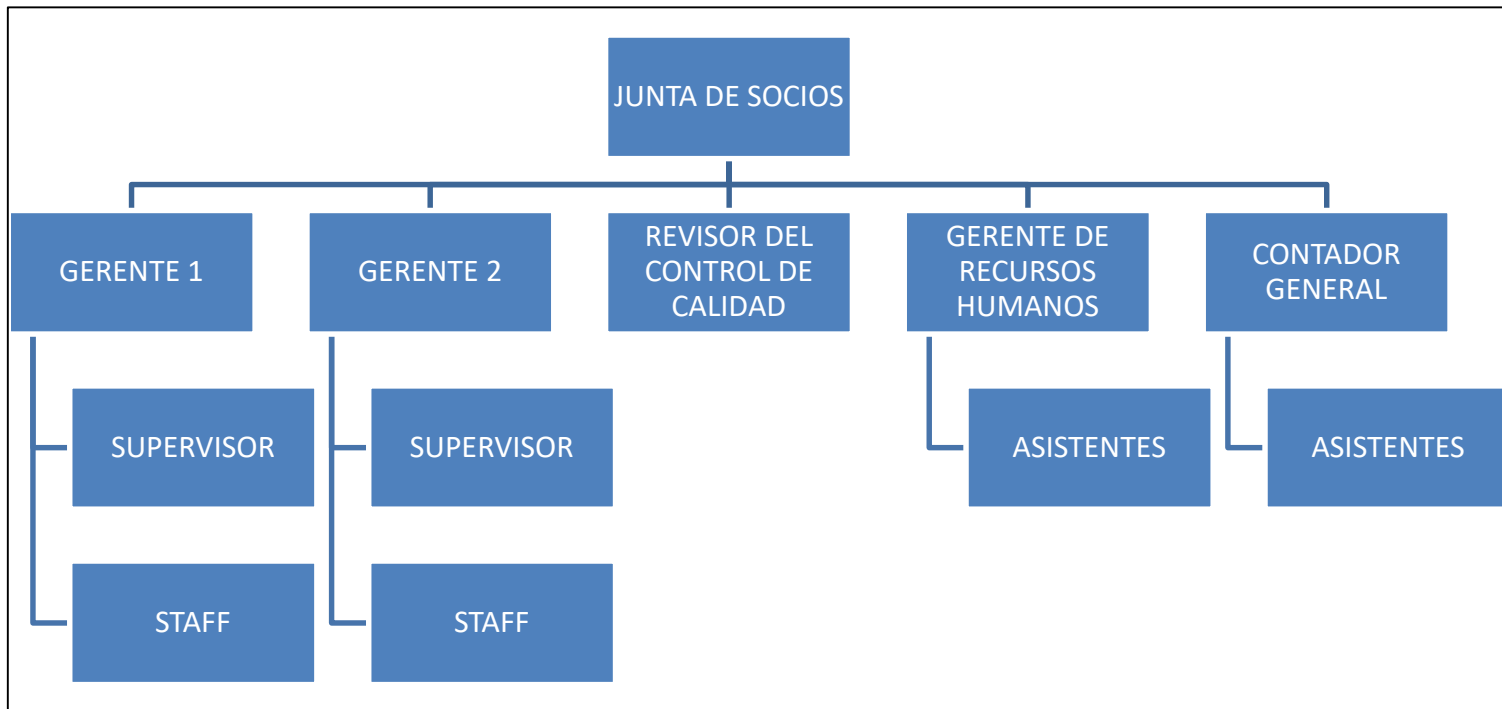 JUNTA DE SOCIOS
GERENTE 1
GERENTE 2
REVISOR DEL
CONTROL DE
CALIDAD
GERENTE DE
RECURSOS
HUMANOS
CONTADOR
GENERAL
SUPERVISOR
SUPERVISOR
ASISTENTES
ASISTENTES
STAFF
STAFF